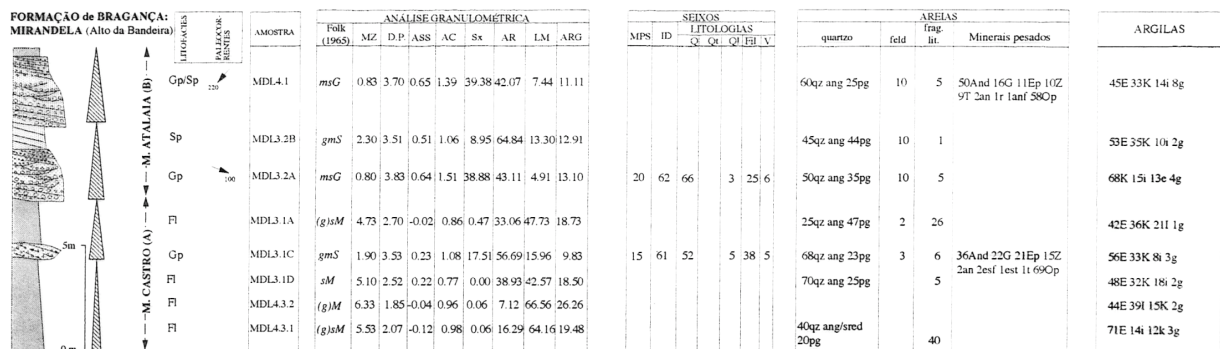 FORMAÇÃO de BRAGANÇA:
MIRANDELA (Alto da Bandeira)
LITOFACIES PALEOCOR- RENTES AMOSTRA ANÁLISE GRANULOMÉTRICA SEIXOS AREIAS ARGILAS
Folk (1965) MZ D.P. ASS AC Sx AR LM ARG MPS ID LITOLOGIAS Qi Qt Ql Fil V quartzo feld frag. lit. Minerais pesados
M. ATALAIA (B)
Gp/Sp 220 MDL4.1 msG 0.83 3.70 0.65 1.39 39.38 42.07 7.44 11.11 60qz ang 25pg 10 5 50And 16G 11Ep 10Z 45E 33K 14i 8g
9T 2an 1r 1anf 58Op
Sp MDL3.2B gmS 2.30 3.51 0.51 1.06 8.95 64.84 13.30 12.91 45qz ang 44pg 10 1 53E 35K 10i 2g
Gp 100 MDL3.2A msG 0.80 3.83 0.64 1.51 38.88 43.11 4.91 13.10 20 62 66 3 25 6 50qz ang 35pg 10 5 68K 15i 13e 4g
M. CASTRO (A)
Fl MDL3.1A (g)sM 4.73 2.70 -0.02 0.86 0.47 33.06 47.73 18.73 25qz ang 47pg 2 26 42E 36K 21I 1g
5m
Gp MDL3.1C gmS 1.90 3.53 0.23 1.08 17.51 56.69 15.96 9.83 15 61 52 5 38 5 68qz ang 23pg 3 6 36And 22G 21Ep 15Z 56E 33K 8i 3g
2an 2esf 1est 1t 69Op
Fl MDL3.1D sM 5.10 2.52 0.22 0.77 0.00 38.93 42.57 18.50 70qz ang 25pg 5 48E 32K 18i 2g
Fl MDL4.3.2 (g)M 6.33 1.85 -0.04 0.96 0.06 7.12 66.56 26.26 44E 39I 15K 2g
Fl MDL4.3.1 (g)sM 5.53 2.07 -0.12 0.98 0.06 16.29 64.16 19.48 40qz ang/sred 71E 14i 12k 3g
20pg 40
0 m